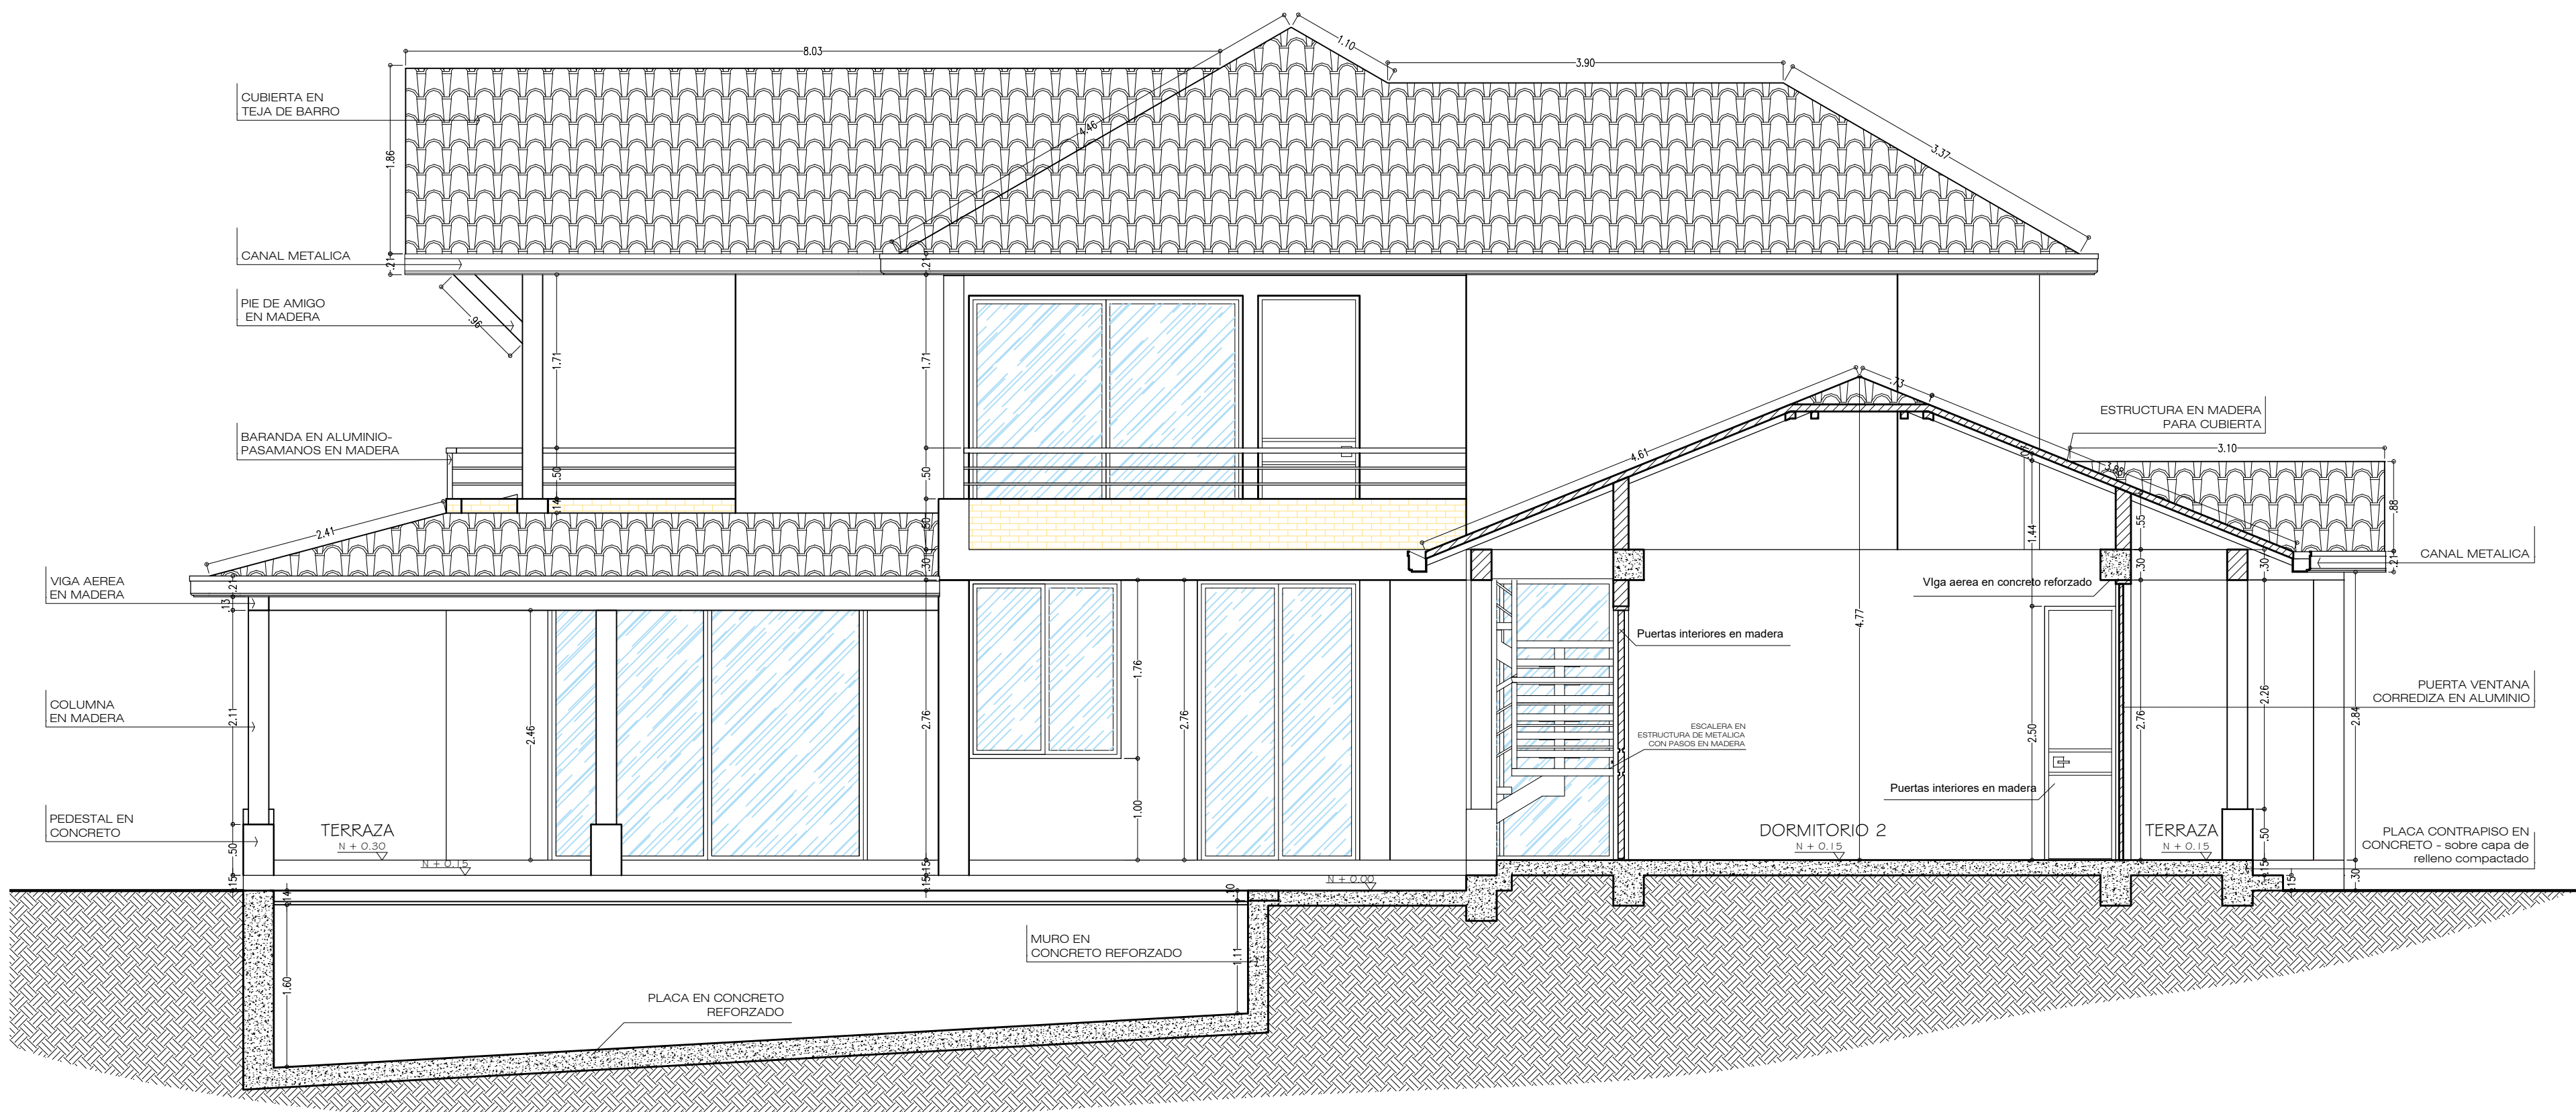 8.03
1.10
3.90
CUBIERTA EN
TEJA DE BARRO
1.86
4.46
3.37
CANAL METALICA
.21
.21
PIE DE AMIGO
EN MADERA
.96
1.71
1.71
.73
ESTRUCTURA EN MADERA
PARA CUBIERTA
BARANDA EN ALUMINIO-
PASAMANOS EN MADERA
4.61
3.10
3.88
.50
.50
.14
.88
2.41
.50
1.44
.55
CANAL METALICA
.30
.30
.30
.21
VIGA AEREA
EN MADERA
.21
.13
VIga aerea en concreto reforzado
4.77
Puertas interiores en madera
1.76
COLUMNA
EN MADERA
2.11
2.46
2.76
2.76
2.50
2.76
2.26
2.84
PUERTA VENTANA
CORREDIZA EN ALUMINIO
ESCALERA EN
ESTRUCTURA DE METALICA
CON PASOS EN MADERA
Puertas interiores en madera
1.00
PEDESTAL EN
CONCRETO
TERRAZA
N + 0.30
.50
N + 0.15
DORMITORIO 2
N + 0.15
TERRAZA
N + 0.15
.50
PLACA CONTRAPISO EN
CONCRETO - sobre capa de
relleno compactado
.15
.15
.15
N + 0.00
.15
.15
.30
.14
.10
MURO EN
CONCRETO REFORZADO
1.11
1.60
PLACA EN CONCRETO
REFORZADO